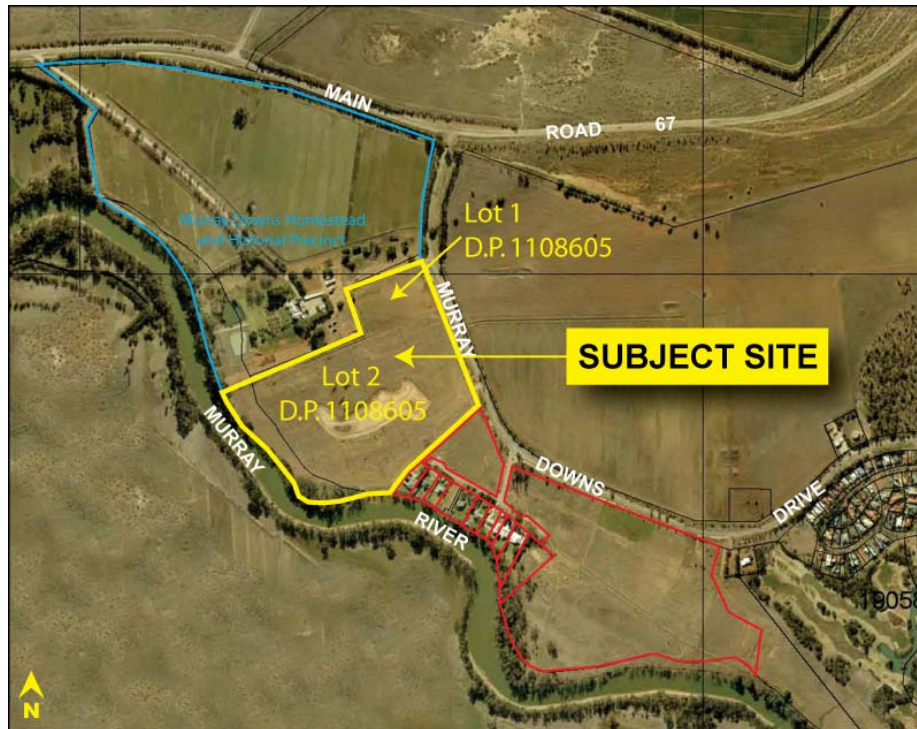 MAIN
ROAD 67
Lot 1
D.P. 1108605
Murray Downs Homestead
and Historial Precinct
MURRAY
SUBJECT SITE
Lot 2
D.P. 1108605
MURRAY
DOWNS
DRIVE
RIVER
19058
N